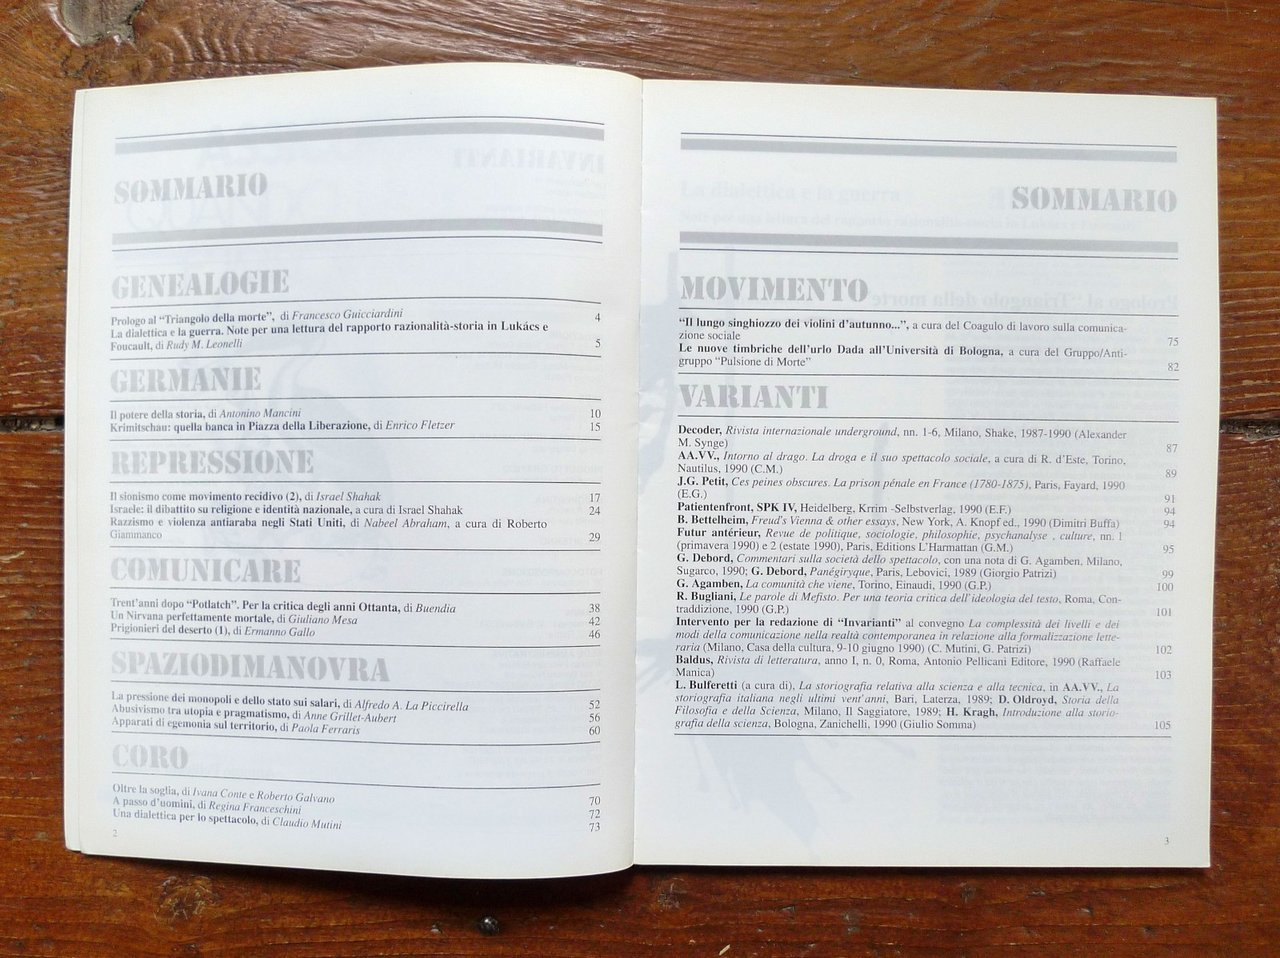 SOMMARIO
GENEALOGIE
Prologo al “Triangolo della morte”, di Francesco Guicciardini 4
La dialettica e la guerra. Note per una lettura del rapporto razionalità-storia in Lukács e
Foucault, di Rudy M. Leonelli 5
GERMANIE
Il potere della storia, di Antonino Mancini 10
Krimitschau: quella banca in Piazza della Liberazione, di Enrico Fletzer 15
REPRESSIONE
Il sionismo come movimento recidivo (2), di Israel Shahak 17
Israele: il dibattito su religione e identità nazionale, a cura di Israel Shahak 24
Razzismo e violenza antiaraba negli Stati Uniti, di Nabeel Abraham, a cura di Roberto
Giammanco 29
COMUNICARE
Trent'anni dopo “Potlatch”. Per la critica degli anni Ottanta, di Buendia 38
Un Nirvana perfettamente mortale, di Giuliano Mesa 42
Prigionieri del deserto (1), di Ermanno Gallo 46
SPAZIODIMANOVRA
La pressione dei monopoli e dello stato sui salari, di Alfredo A. La Piccirella 52
Abusivismo tra utopia e pragmatismo, di Anne Grillet-Aubert 56
Apparati di egemonia sul territorio, di Paola Ferraris 60
CORO
Oltre la soglia, di Ivana Conte e Roberto Galvano 70
A passo d'uomini, di Regina Franceschini 72
Una dialettica per lo spettacolo, di Claudio Mutini 73
2
SOMMARIO
MOVIMENTO
“Il lungo singhiozzo dei violini d'autunno...”, a cura del Coagulo di lavoro sulla comunica-
zione sociale 75
Le nuove timbriche dell'urlo Dada all'Università di Bologna, a cura del Gruppo/Anti-
gruppo “Pulsione di Morte” 82
VARIANTI
Decoder, Rivista internazionale underground, nn. 1-6, Milano, Shake, 1987-1990 (Alexander
M. Synge) 87
AA.VV., Intorno al drago. La droga e il suo spettacolo sociale, a cura di R. d'Este, Torino,
Nautilus, 1990 (C.M.) 89
J.G. Petit, Ces peines obscures. La prison pénale en France (1780-1875), Paris, Fayard, 1990
(E.G.) 91
Patientenfront, SPK IV, Heidelberg, Krrim -Selbstverlag, 1990 (E.F.) 94
B. Bettelheim, Freud's Vienna & other essays, New York, A. Knopf ed., 1990 (Dimitri Buffa) 94
Futur antérieur, Revue de politique, sociologie, philosophie, psychanalyse , culture, nn. 1
(primavera 1990) e 2 (estate 1990), Paris, Editions L'Harmattan (G.M.) 95
G. Debord, Commentari sulla società dello spettacolo, con una nota di G. Agamben, Milano,
Sugarco, 1990; G. Debord, Panégiryque, Paris, Lebovici, 1989 (Giorgio Patrizi) 99
G. Agamben, La comunità che viene, Torino, Einaudi, 1990 (G.P.) 100
R. Bugliani, Le parole di Mefisto. Per una teoria critica dell'ideologia del testo, Roma, Con-
traddizione, 1990 (G.P.) 101
Intervento per la redazione di “Invarianti” al convegno La complessità dei livelli e dei
modi della comunicazione nella realtà contemporanea in relazione alla formalizzazione lette-
raria (Milano, Casa della cultura, 9-10 giugno 1990) (C. Mutini, G. Patrizi) 102
Baldus, Rivista di letteratura, anno I, n. 0, Roma, Antonio Pellicani Editore, 1990 (Raffaele
Manica) 103
L. Bulferetti (a cura di), La storiografia relativa alla scienza e alla tecnica, in AA.VV., La
storiografia italiana negli ultimi vent'anni, Bari, Laterza, 1989; D. Oldroyd, Storia della
Filosofia e della Scienza, Milano, Il Saggiatore, 1989; H. Kragh, Introduzione alla storio-
grafia della scienza, Bologna, Zanichelli, 1990 (Giulio Somma) 105
3